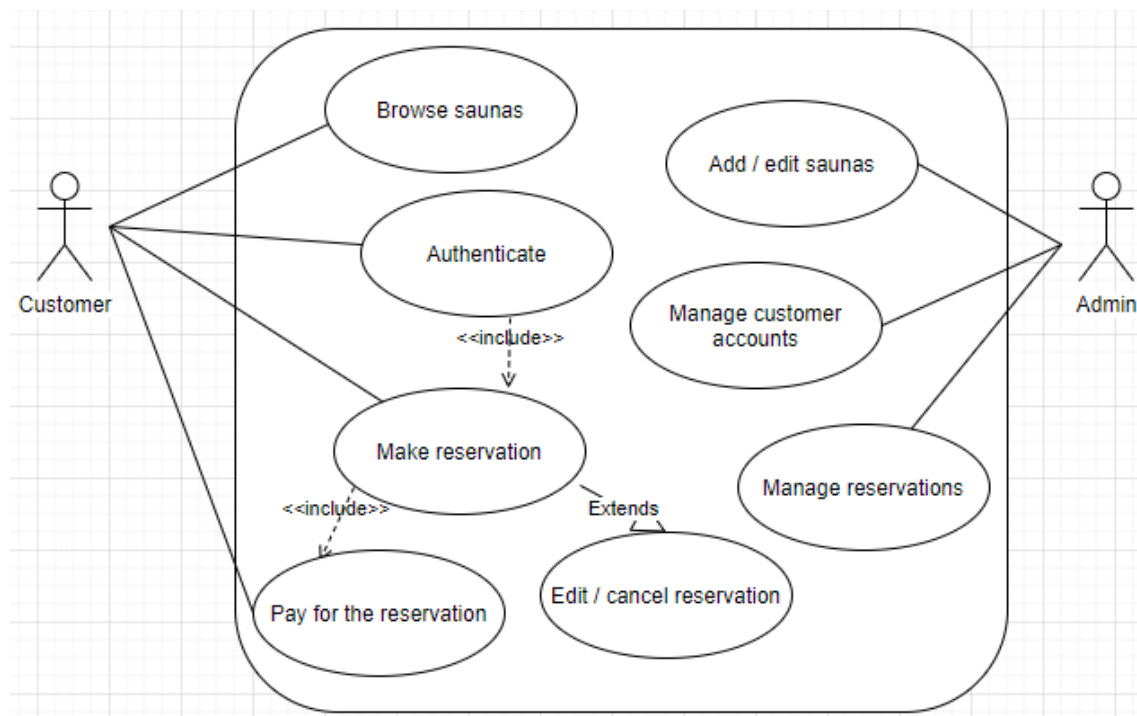 Browse saunas
Add / edit saunas
Authenticate
Customer
Admin
Manage customer
accounts
<<include>>
Make reservation
Manage reservations
<<include>>
Extends
Edit / cancel reservation
Pay for the reservation